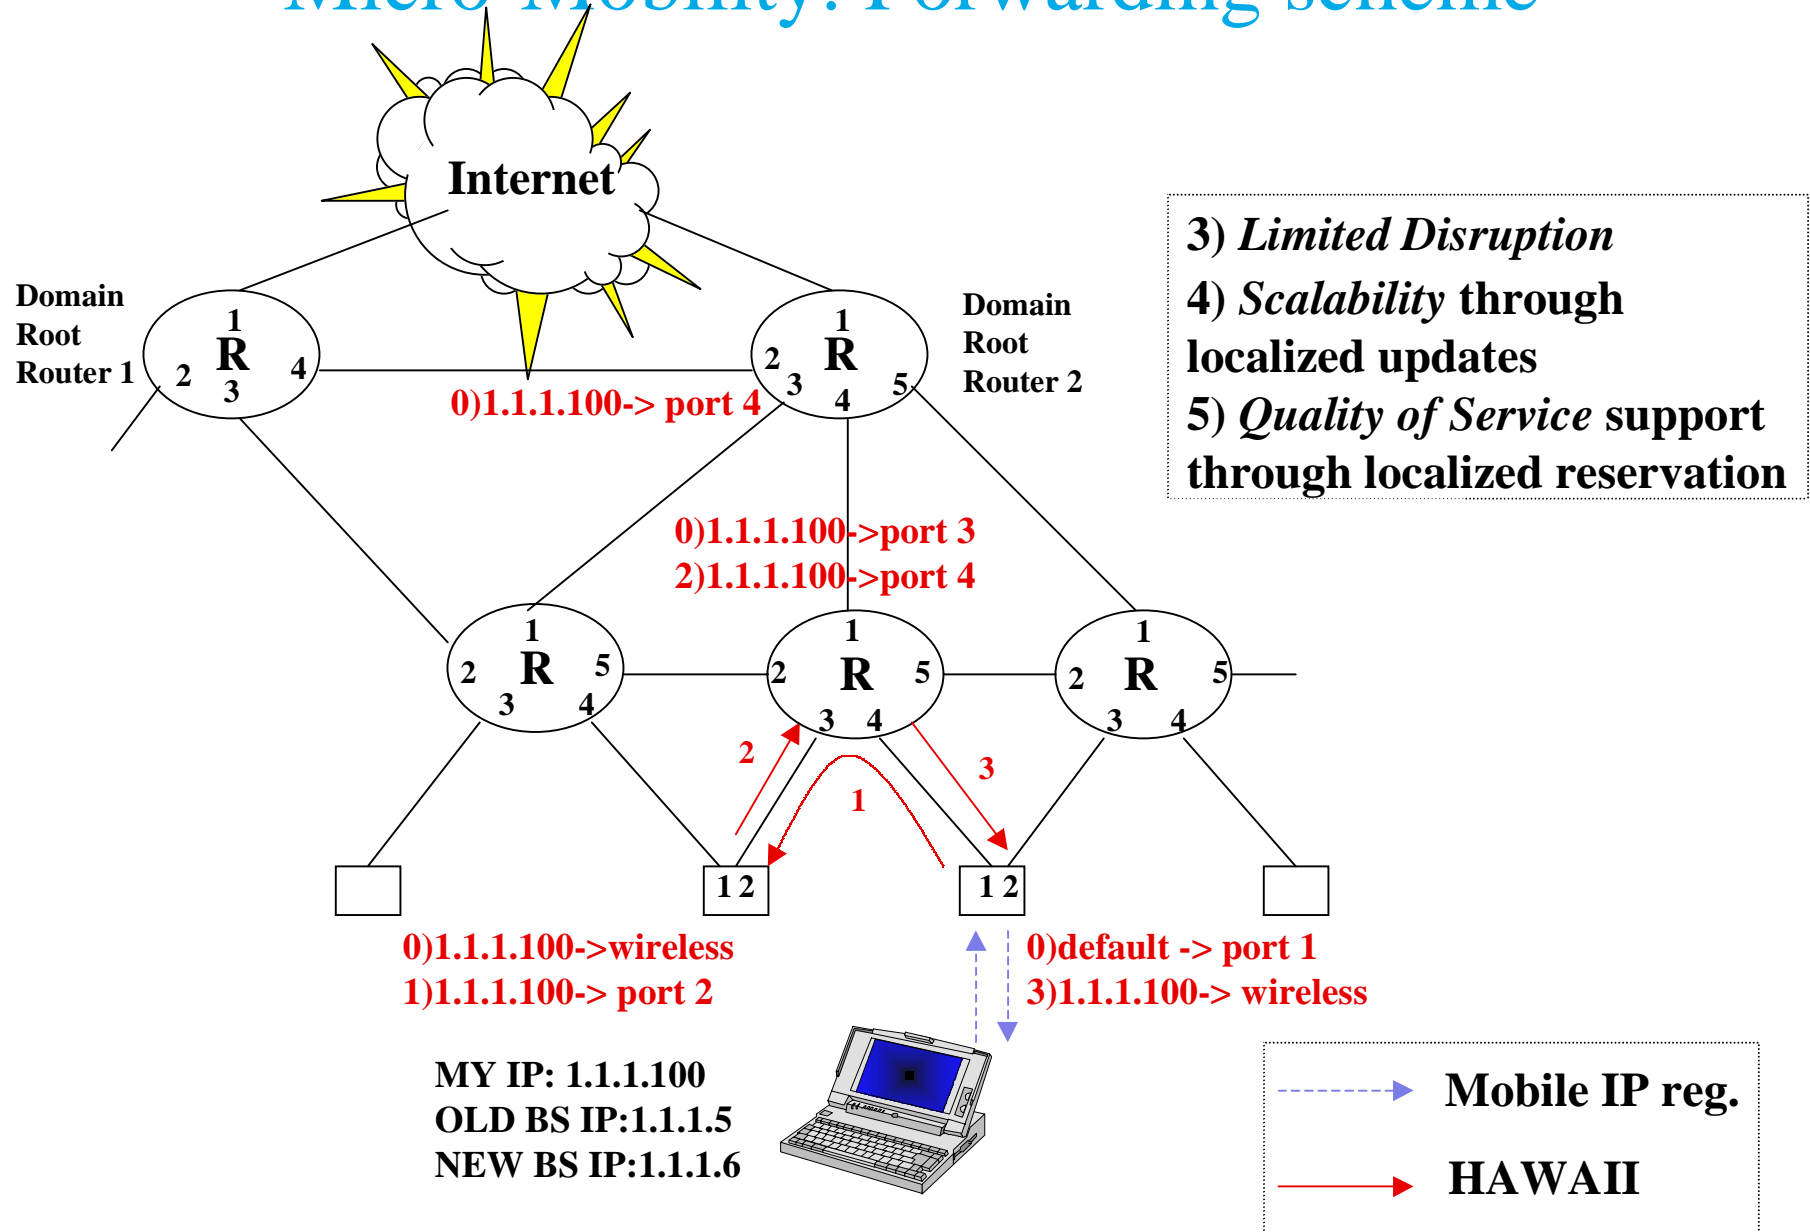 Micro-Mobility: Forwarding scheme
Internet
3) Limited Disruption
4) Scalability through
localized updates
5) Quality of Service support
through localized reservation
Domain
Root
Router 1
1
R
2
4
3
Domain
Root
Router 2
1
2
R
3
5
4
0)1.1.1.100-> port 4
0)1.1.1.100->port 3
2)1.1.1.100->port 4
1
2
R
5
3
4
1
2
R
5
3
4
1
2
R
5
3
4
2
3
1
1 2
1 2
0)1.1.1.100->wireless
1)1.1.1.100-> port 2
0)default -> port 1
3)1.1.1.100-> wireless
MY IP: 1.1.1.100
OLD BS IP:1.1.1.5
NEW BS IP:1.1.1.6
Mobile IP reg.
HAWAII